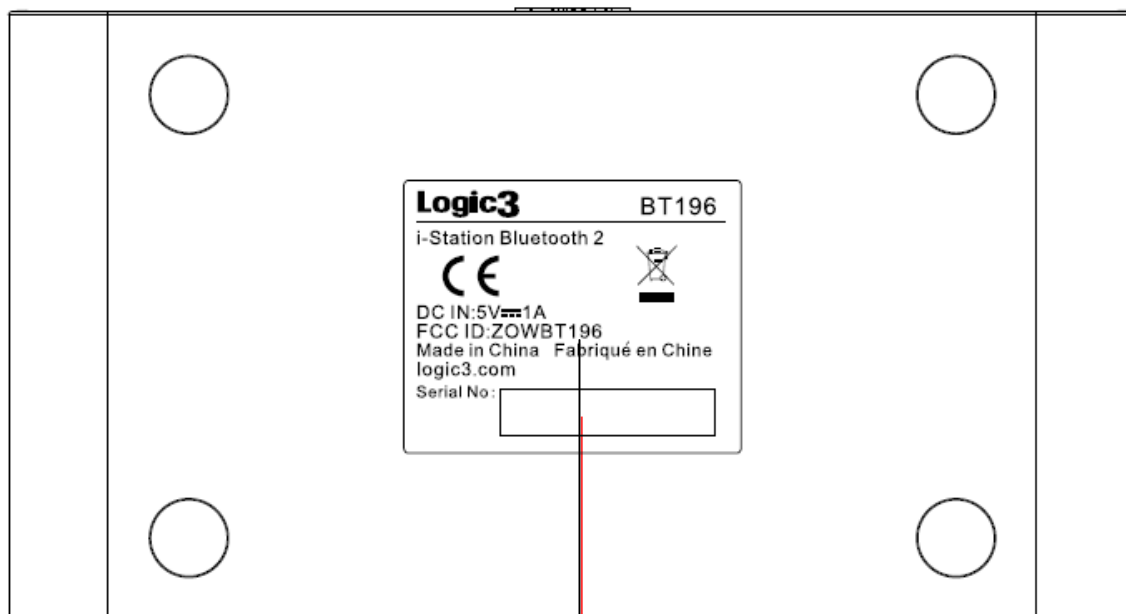 Logic3 BT196
i-Station Bluetooth 2
CE
DC IN:5V⎓1A
FCC ID:ZOWBT196
Made in China Fabriqué en Chine
logic3.com
Serial No: